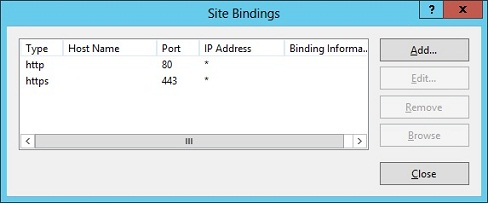 Site Bindings
? X
Type Host Name Port IP Address Binding Informa...
http 80 *
https 443 *
Add...
Edit...
Remove
Browse
Close